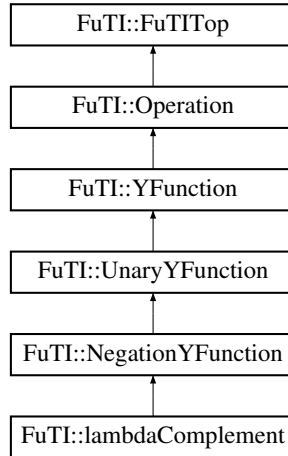 FuTI::FuTITop
FuTI::Operation
FuTI::YFunction
FuTI::UnaryYFunction
FuTI::NegationYFunction
FuTI::lambdaComplement